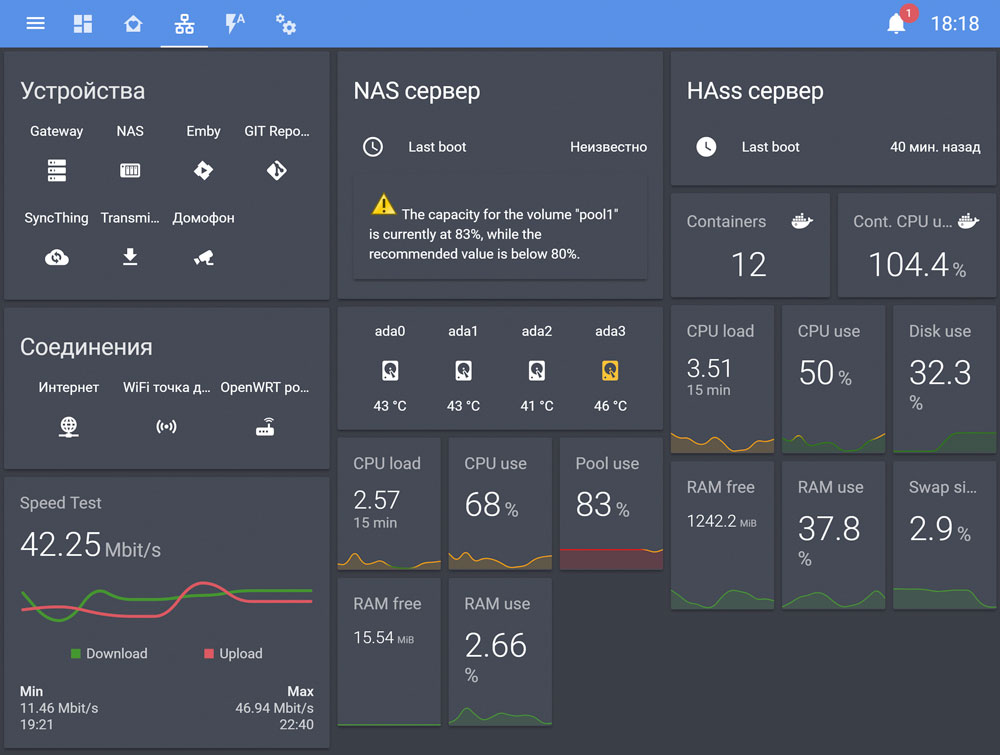 A
1
18:18
Устройства
Gateway
NAS
Emby
GIT Repo...
SyncThing
Transmi...
Домофон
Соединения
Интернет
WiFi точка д...
OpenWRT ро...
Speed Test
42.25 Mbit/s
Download
Upload
Min
Max
11.46 Mbit/s
46.94 Mbit/s
19:21
22:40
NAS сервер
Last boot
Неизвестно
The capacity for the volume "pool1"
is currently at 83%, while the
recommended value is below 80%.
ada0
ada1
ada2
ada3
43 °C
43 °C
41 °C
46 °C
CPU load
2.57
15 min
CPU use
68 %
Pool use
83 %
RAM free
15.54 MiB
RAM use
2.66
%
HAss сервер
Last boot
40 мин. назад
Containers
12
Cont. CPU u...
104.4 %
CPU load
3.51
15 min
CPU use
50 %
Disk use
32.3
%
RAM free
1242.2 MiB
RAM use
37.8
%
Swap si...
2.9 %